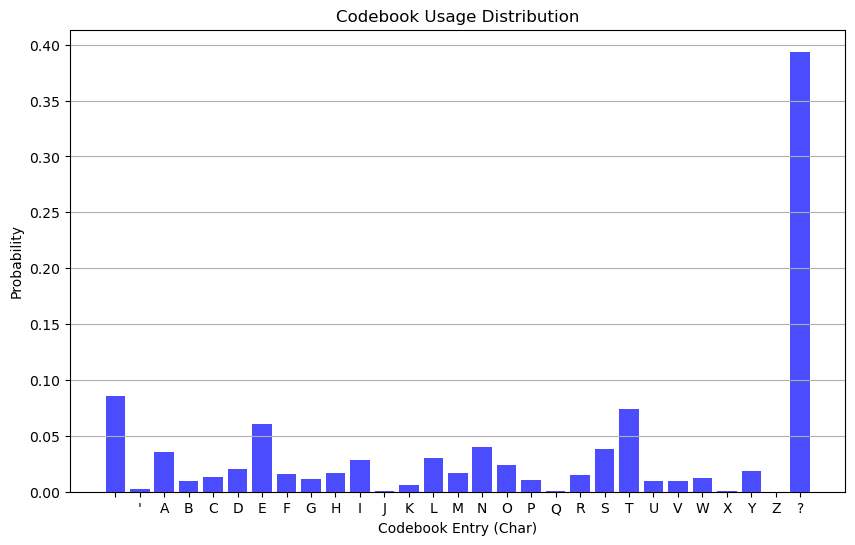 Codebook Usage Distribution
Probability
0.40
0.35
0.30
0.25
0.20
0.15
0.10
0.05
0.00
' A B C D E F G H I J K L M N O P Q R S T U V W X Y Z ?
Codebook Entry (Char)